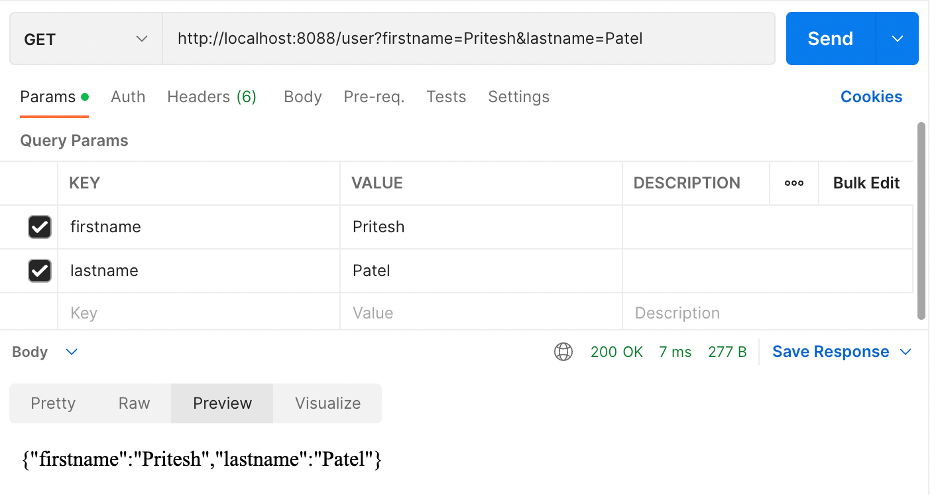 GET http://localhost:8088/user?firstname=Pritesh&lastname=Patel Send
Params Auth Headers (6) Body Pre-req. Tests Settings Cookies
Query Params
KEY VALUE DESCRIPTION Bulk Edit
firstname Pritesh
lastname Patel
Key Value Description
Body 200 OK 7 ms 277 B Save Response
Pretty Raw Preview Visualize
{"firstname":"Pritesh","lastname":"Patel"}